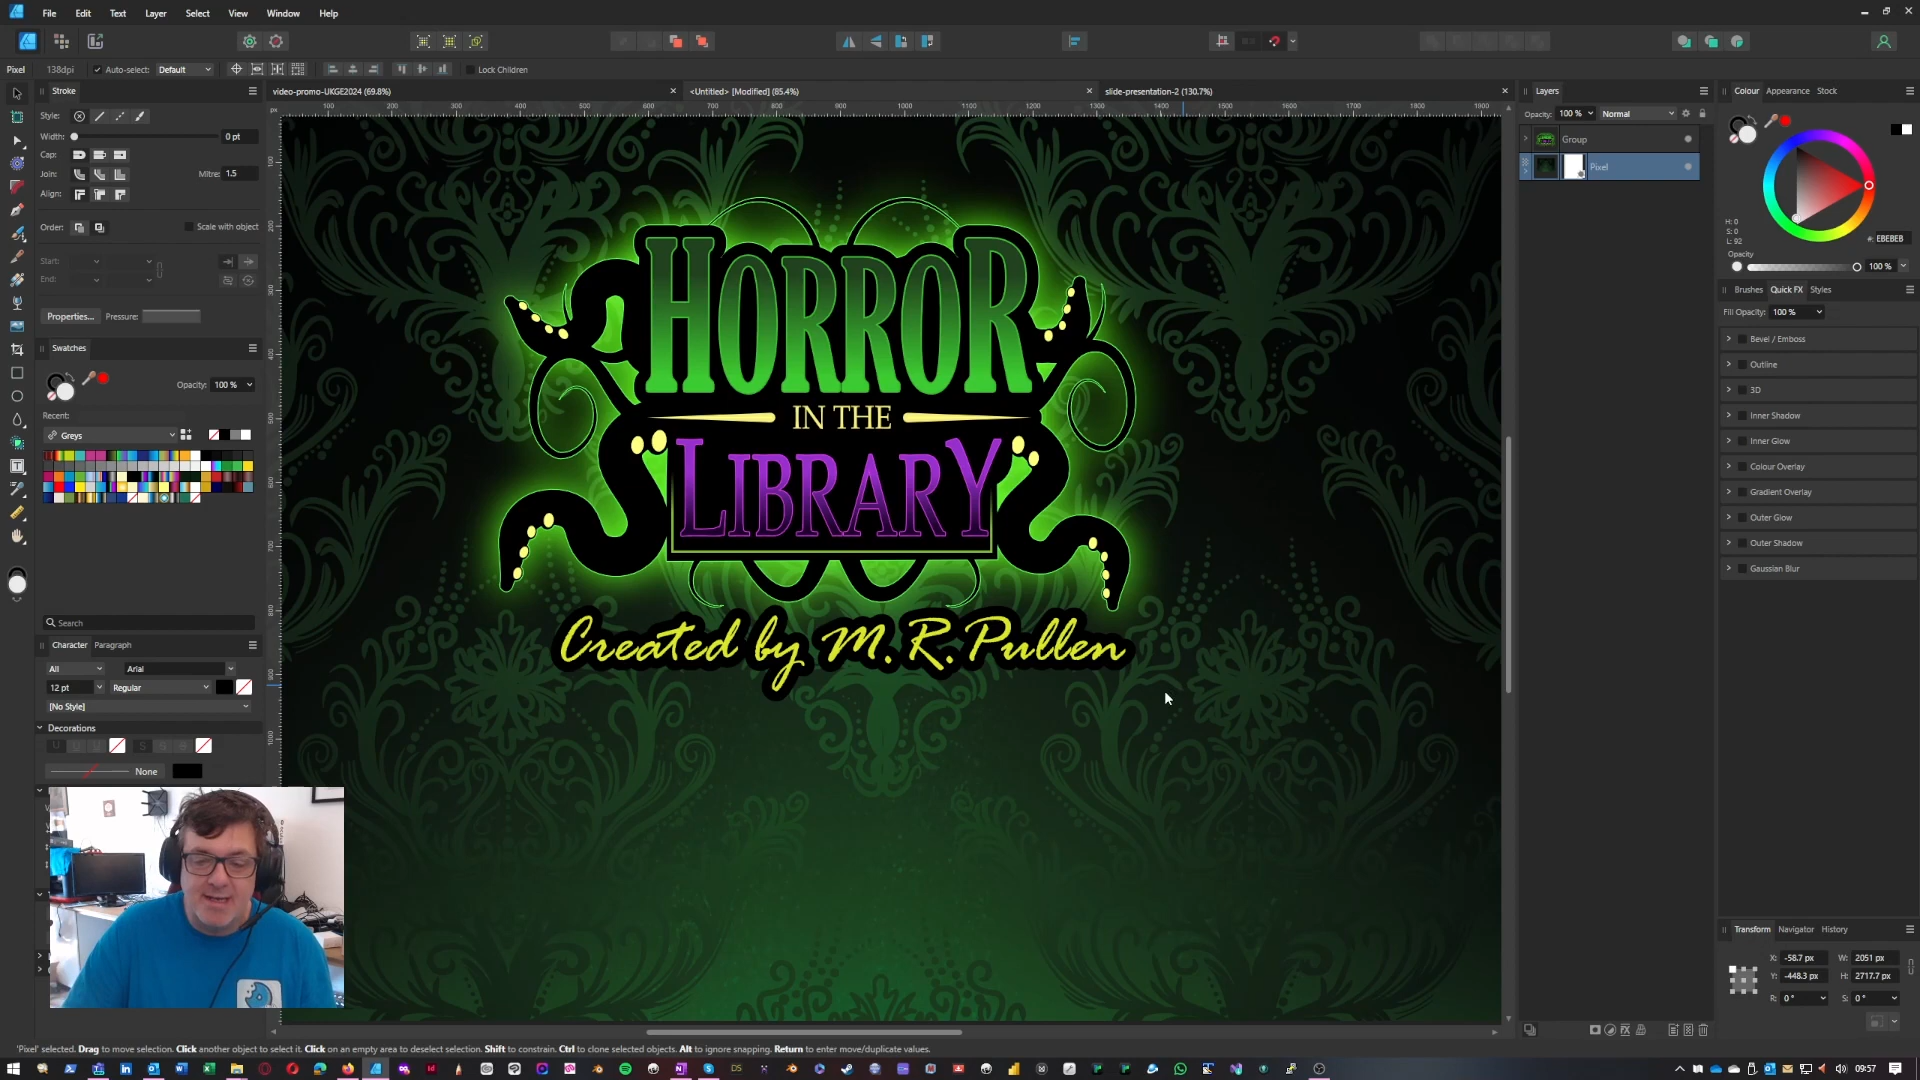 File Edit Text Layer Select View Window Help
Pixel 138dpi Auto-select: Default Lock Children
Stroke
video-promo-UKGE2024 (69.8%)
<Untitled> [Modified] (85.4%)
slide-presentation-2 (130.7%)
Style:
Width: 0 pt
Cap:
Join: Mitre: 1.5
Align:
Order: Scale with object
Start:
End:
Properties... Pressure:
Swatches
Opacity: 100 %
Recent:
Greys
Search
Character Paragraph
All Arial
12 pt Regular
[No Style]
Decorations
None
HORROR
IN THE
LIBRARY
Created by M. R. Pullen
Layers
Opacity: 100 % Normal
Group
Pixel
Colour Appearance Stock
H: 0
S: 0
L: 92
#: EBEBEB
Opacity
100 %
Brushes Quick FX Styles
Fill Opacity: 100 %
Bevel / Emboss
Outline
3D
Inner Shadow
Inner Glow
Colour Overlay
Gradient Overlay
Outer Glow
Outer Shadow
Gaussian Blur
Transform Navigator History
X: -58.7 px W: 2051 px
Y: -448.3 px H: 2717.7 px
R: 0 ° S: 0 °
'Pixel' selected. Drag to move selection. Click another object to select it. Click on an empty area to deselect selection. Shift to constrain. Ctrl to clone selected objects. Alt to ignore snapping. Return to enter move/duplicate values.
09:57